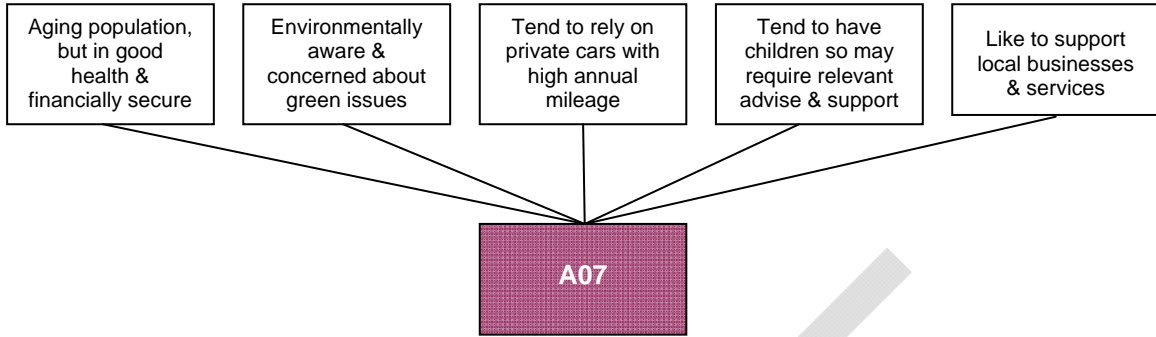 Aging population,
but in good
health &
financially secure
Environmentally
aware &
concerned about
green issues
Tend to rely on
private cars with
high annual
mileage
Tend to have
children so may
require relevant
advise & support
Like to support
local businesses
& services
A07